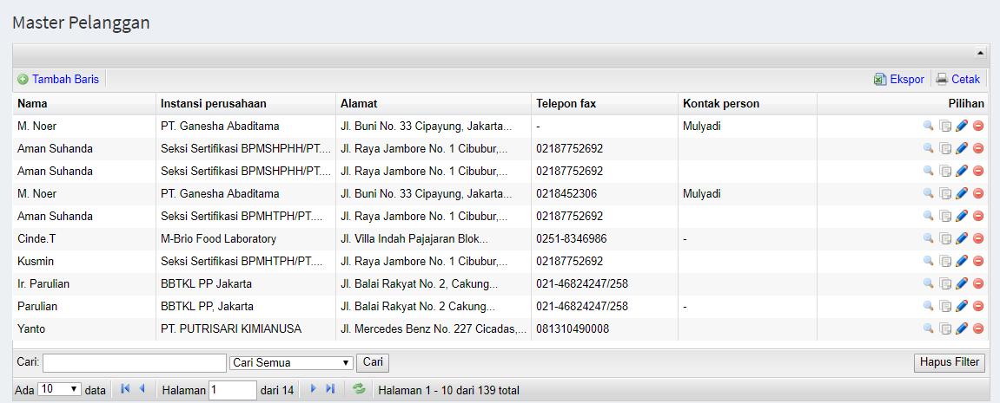 Master Pelanggan
Tambah Baris Ekspor Cetak
Nama Instansi perusahaan Alamat Telepon fax Kontak person Pilihan
M. Noer PT. Ganesha Abaditama Jl. Buni No. 33 Cipayung, Jakarta... - Mulyadi
Aman Suhanda Seksi Sertifikasi BPMSHPHH/PT.... Jl. Raya Jambore No. 1 Cibubur,... 02187752692
Aman Suhanda Seksi Sertifikasi BPMSHPHH/PT.... Jl. Raya Jambore No. 1 Cibubur,... 02187752692
M. Noer PT. Ganesha Abaditama Jl. Buni No. 33 Cipayung, Jakarta... 0218452306 Mulyadi
Aman Suhanda Seksi Sertifikasi BPMHTPH/PT.... Jl. Raya Jambore No. 1 Cibubur,... 02187752692
Cinde.T M-Brio Food Laboratory Jl. Villa Indah Pajajaran Blok... 0251-8346986 -
Kusmin Seksi Sertifikasi BPMHTPH/PT.... Jl. Raya Jambore No. 1 Cibubur,... 02187752692
Ir. Parulian BBTKL PP Jakarta Jl. Balai Rakyat No. 2, Cakung... 021-46824247/258
Parulian BBTKL PP, Jakarta Jl. Balai Rakyat No. 2 Cakung... 021-46824247/258 -
Yanto PT. PUTRISARI KIMIANUSA Jl. Mercedes Benz No. 227 Cicadas,... 081310490008
Cari: Cari Semua Cari Hapus Filter
Ada 10 data Halaman 1 dari 14 Halaman 1 - 10 dari 139 total